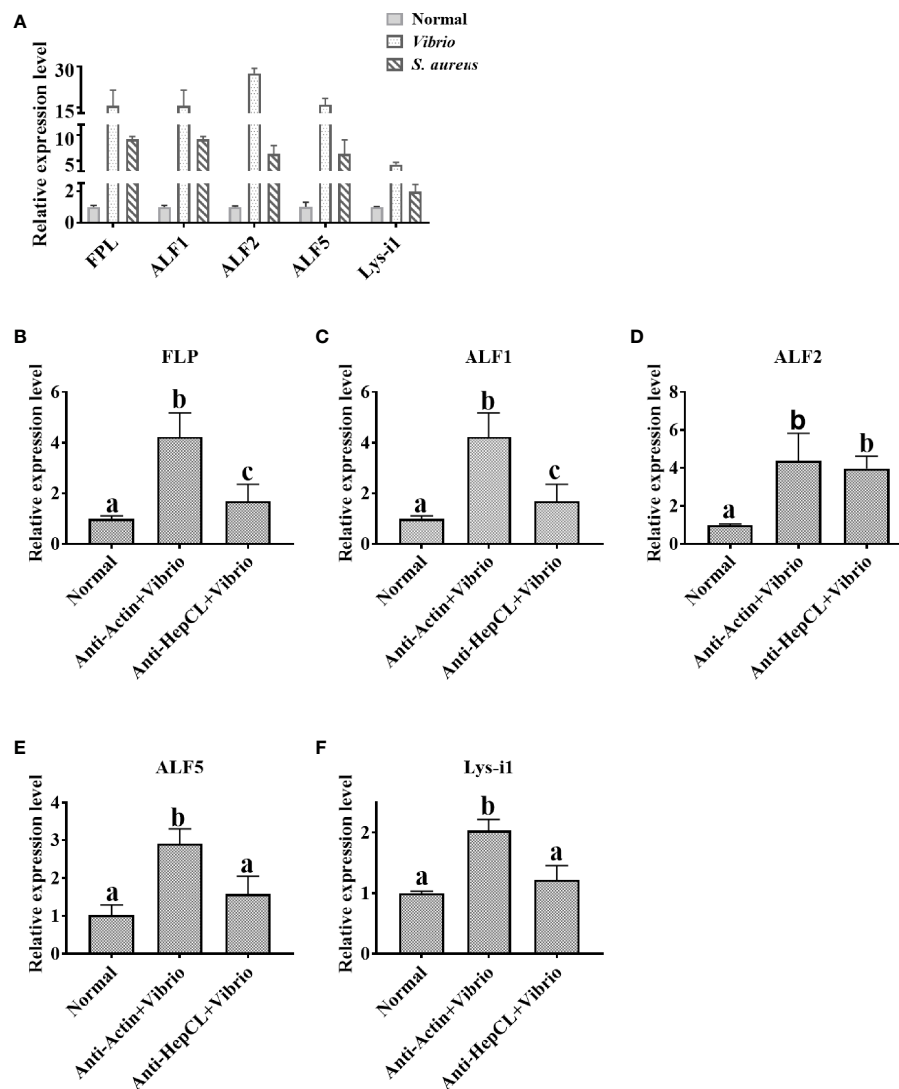 A
Normal
Vibrio
S. aureus
Relative expression level
30
15
10
5
2
0
FPL
ALF1
ALF2
ALF5
Lys-i1
B
FLP
Relative expression level
6
4
2
0
a
b
c
Normal
Anti-Actin+Vibrio
Anti-HepCL+Vibrio
C
ALF1
Relative expression level
6
4
2
0
a
b
c
Normal
Anti-Actin+Vibrio
Anti-HepCL+Vibrio
D
ALF2
Relative expression level
8
6
4
2
0
a
b
b
Normal
Anti-Actin+Vibrio
Anti-HepCL+Vibrio
E
ALF5
Relative expression level
4
3
2
1
0
a
b
a
Normal
Anti-Actin+Vibrio
Anti-HepCL+Vibrio
F
Lys-i1
Relative expression level
2
1
0
a
b
a
Normal
Anti-Actin+Vibrio
Anti-HepCL+Vibrio